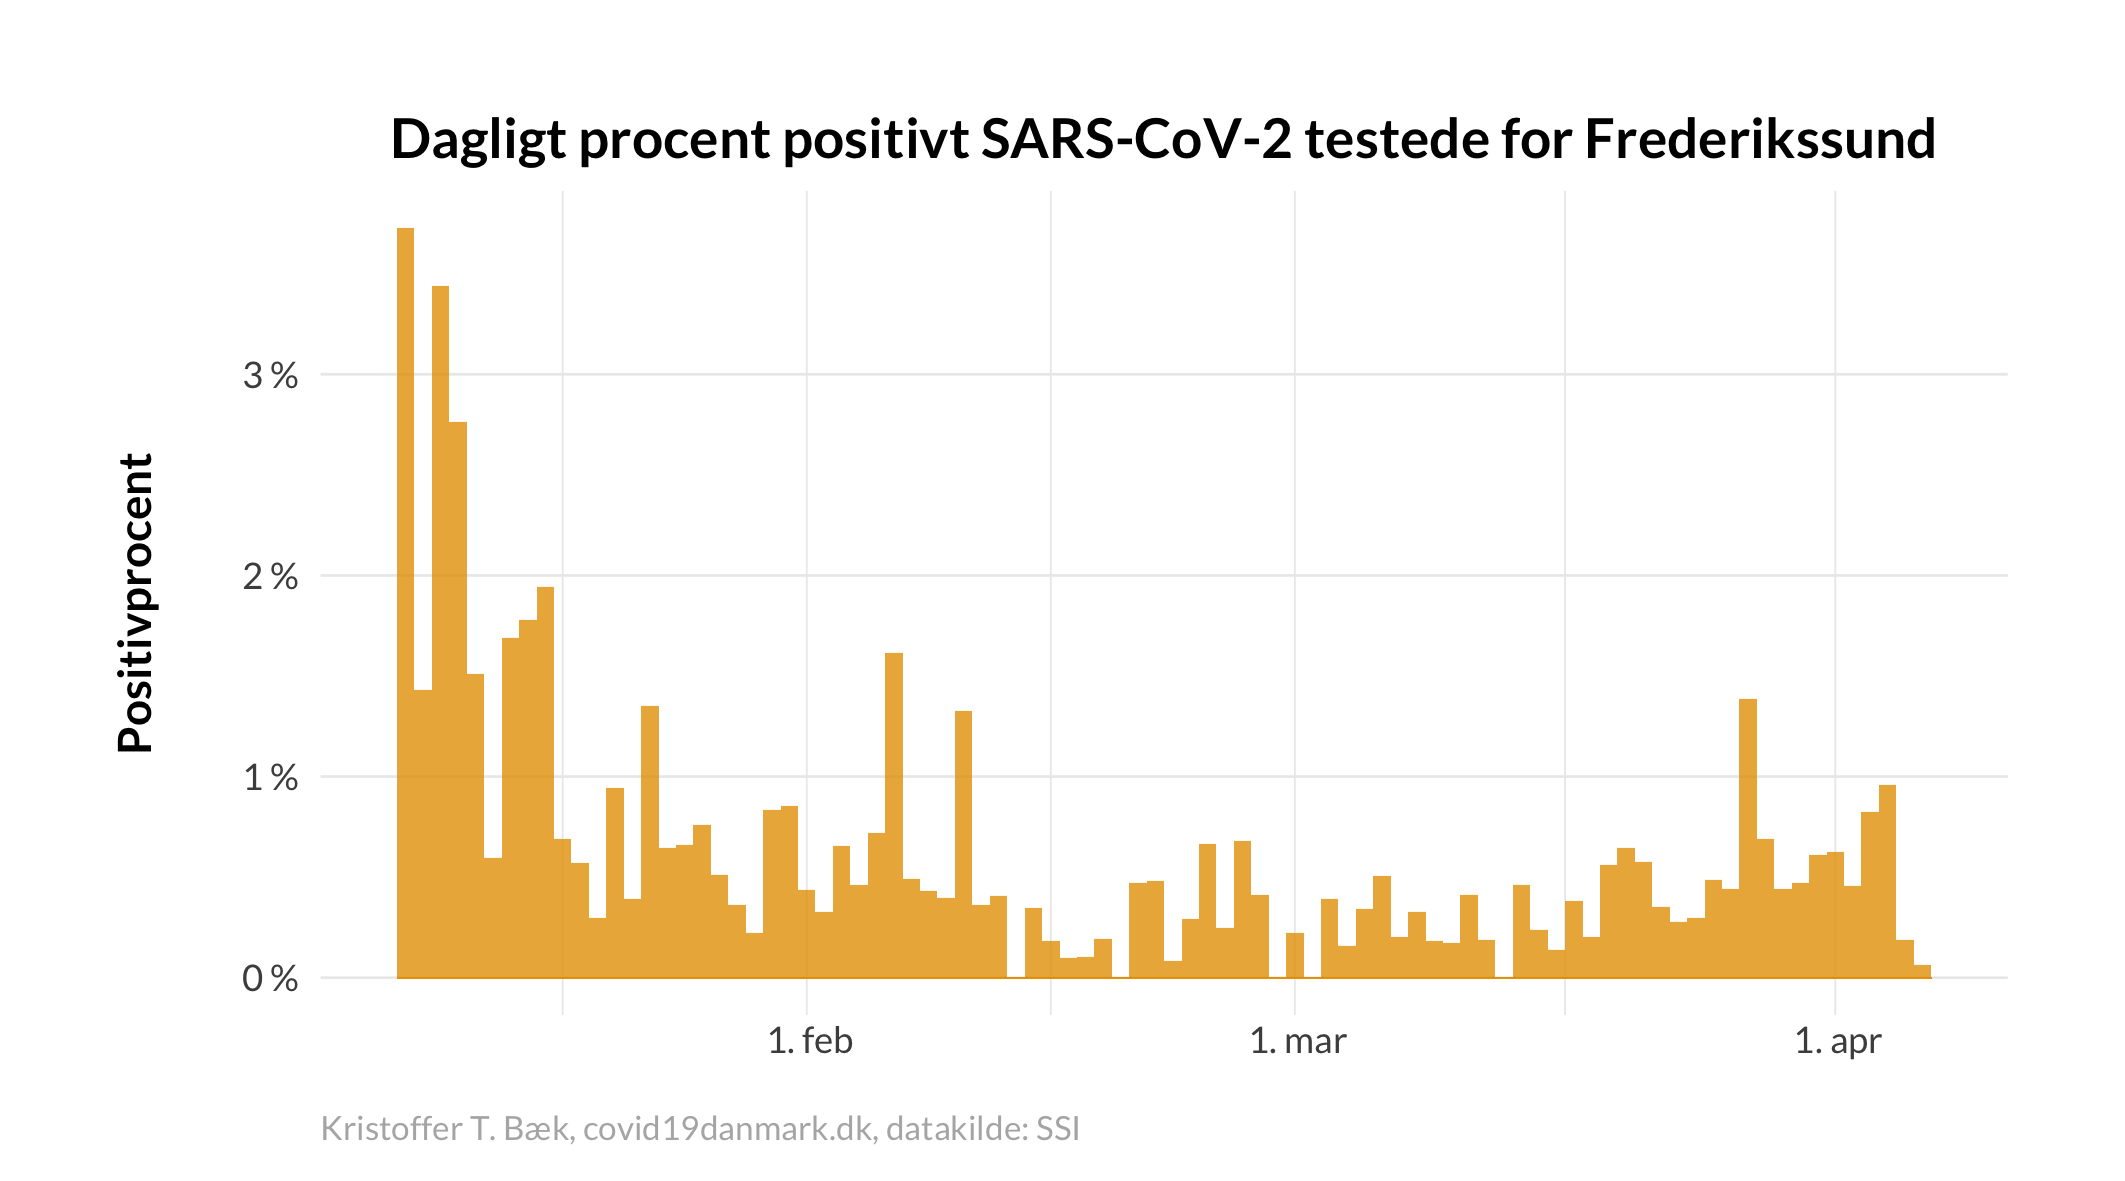 Dagligt procent positivt SARS-CoV-2 testede for Frederikssund
Positivprocent
3 %
2 %
1 %
0 %
1. feb
1. mar
1. apr
Kristoffer T. Bæk, covid19danmark.dk, datakilde: SSI